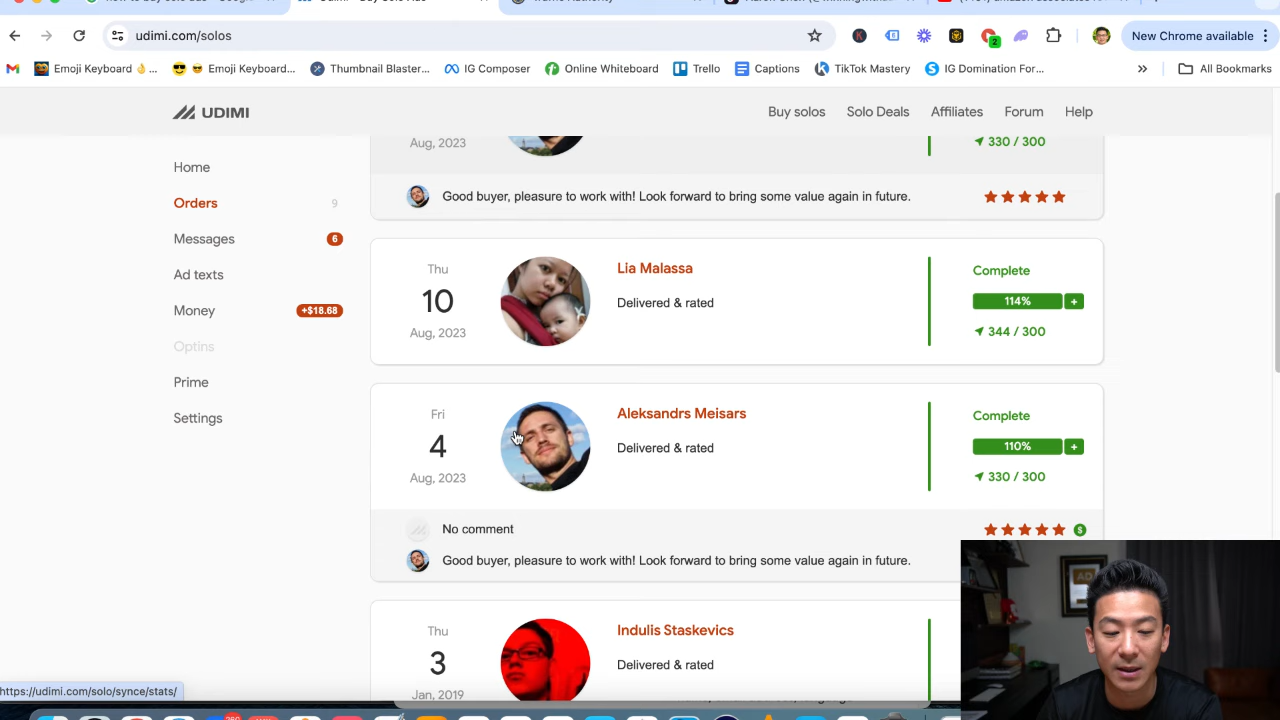 udimi.com/solos
New Chrome available
Emoji Keyboard 👌 ...
😎 Emoji Keyboard...
Thumbnail Blaster...
IG Composer
Online Whiteboard
Trello
Captions
TikTok Mastery
IG Domination For...
»
All Bookmarks
UDIMI
Buy solos
Solo Deals
Affiliates
Forum
Help
Home
Orders 9
Messages 6
Ad texts
Money +$18.68
Optins
Prime
Settings
Aug, 2023
330 / 300
Good buyer, pleasure to work with! Look forward to bring some value again in future.
Thu
10
Aug, 2023
Lia Malassa
Delivered & rated
Complete
114% +
344 / 300
Fri
4
Aug, 2023
Aleksandrs Meisars
Delivered & rated
Complete
110% +
330 / 300
No comment
Good buyer, pleasure to work with! Look forward to bring some value again in future.
Thu
3
Jan, 2019
Indulis Staskevics
Delivered & rated
https://udimi.com/solo/synce/stats/